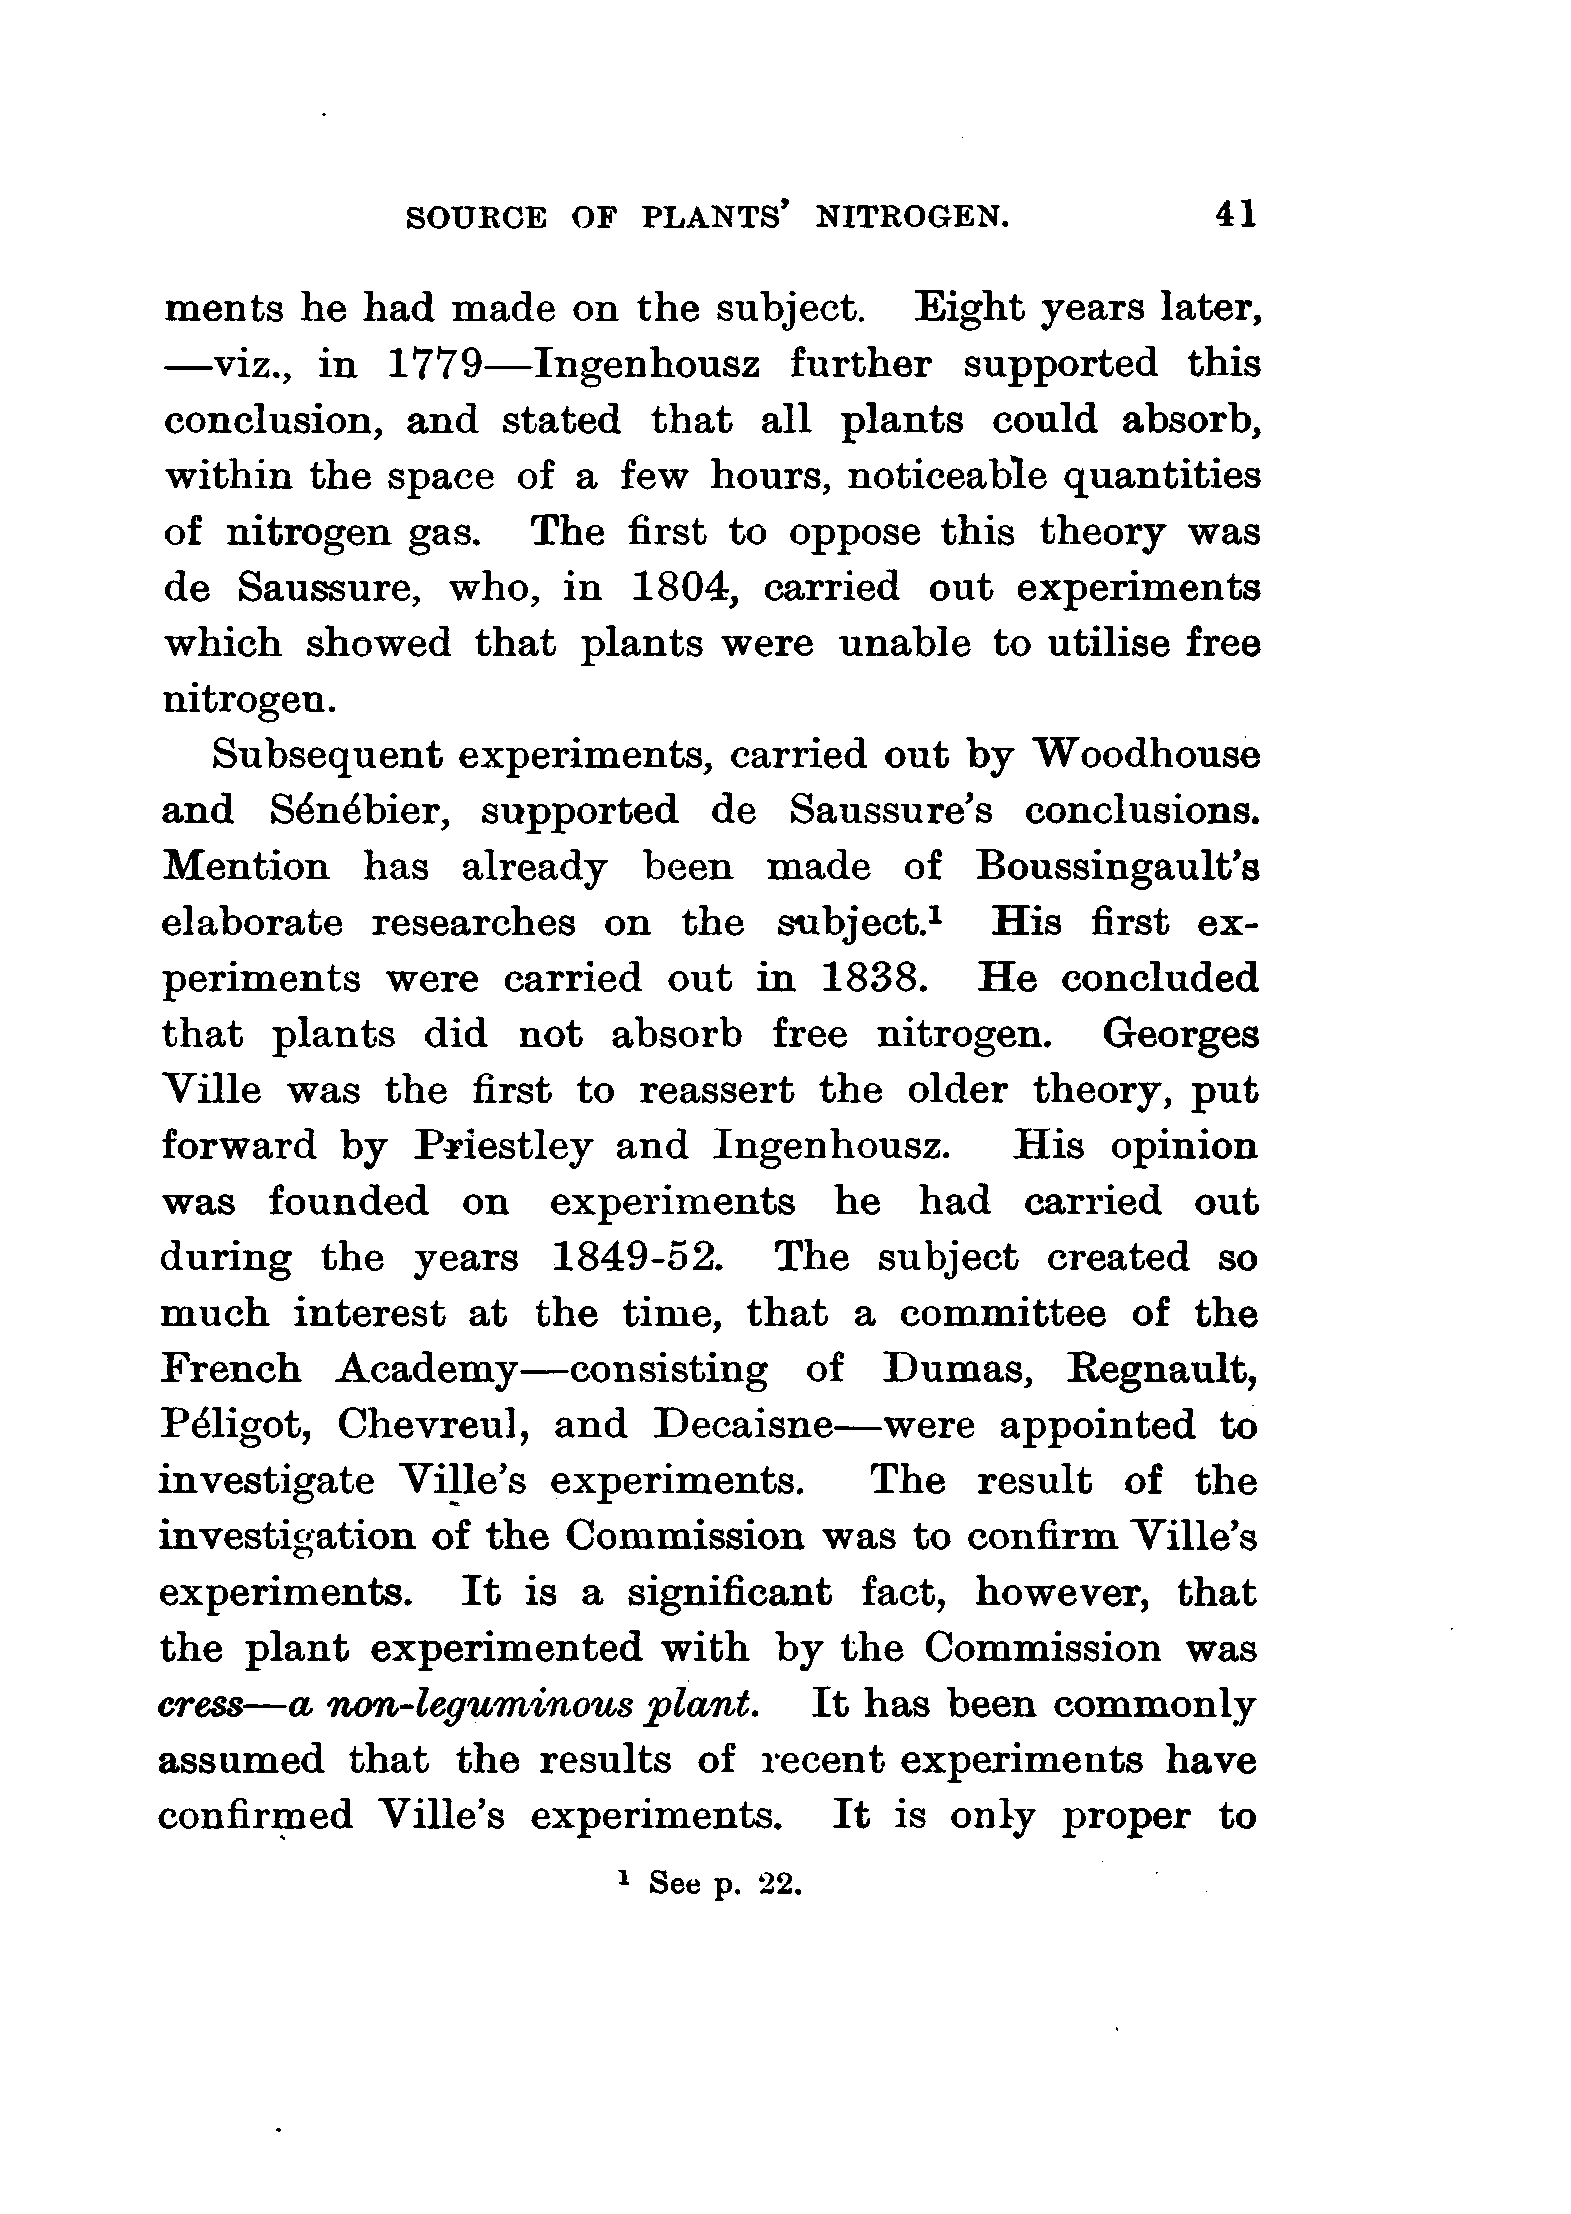 SOURCE OF PLANTS' NITROGEN. 41
ments he had made on the subject. Eight years later,
—viz., in 1779—Ingenhousz further supported this
conclusion, and stated that all plants could absorb,
within the space of a few hours, noticeable quantities
of nitrogen gas. The first to oppose this theory was
de Saussure, who, in 1804, carried out experiments
which showed that plants were unable to utilise free
nitrogen.
Subsequent experiments, carried out by Woodhouse
and Sénébier, supported de Saussure's conclusions.
Mention has already been made of Boussingault's
elaborate researches on the subject.¹ His first ex-
periments were carried out in 1838. He concluded
that plants did not absorb free nitrogen. Georges
Ville was the first to reassert the older theory, put
forward by Priestley and Ingenhousz. His opinion
was founded on experiments he had carried out
during the years 1849-52. The subject created so
much interest at the time, that a committee of the
French Academy—consisting of Dumas, Regnault,
Péligot, Chevreul, and Decaisne—were appointed to
investigate Ville's experiments. The result of the
investigation of the Commission was to confirm Ville's
experiments. It is a significant fact, however, that
the plant experimented with by the Commission was
cress—a non-leguminous plant. It has been commonly
assumed that the results of recent experiments have
confirmed Ville's experiments. It is only proper to
¹ See p. 22.